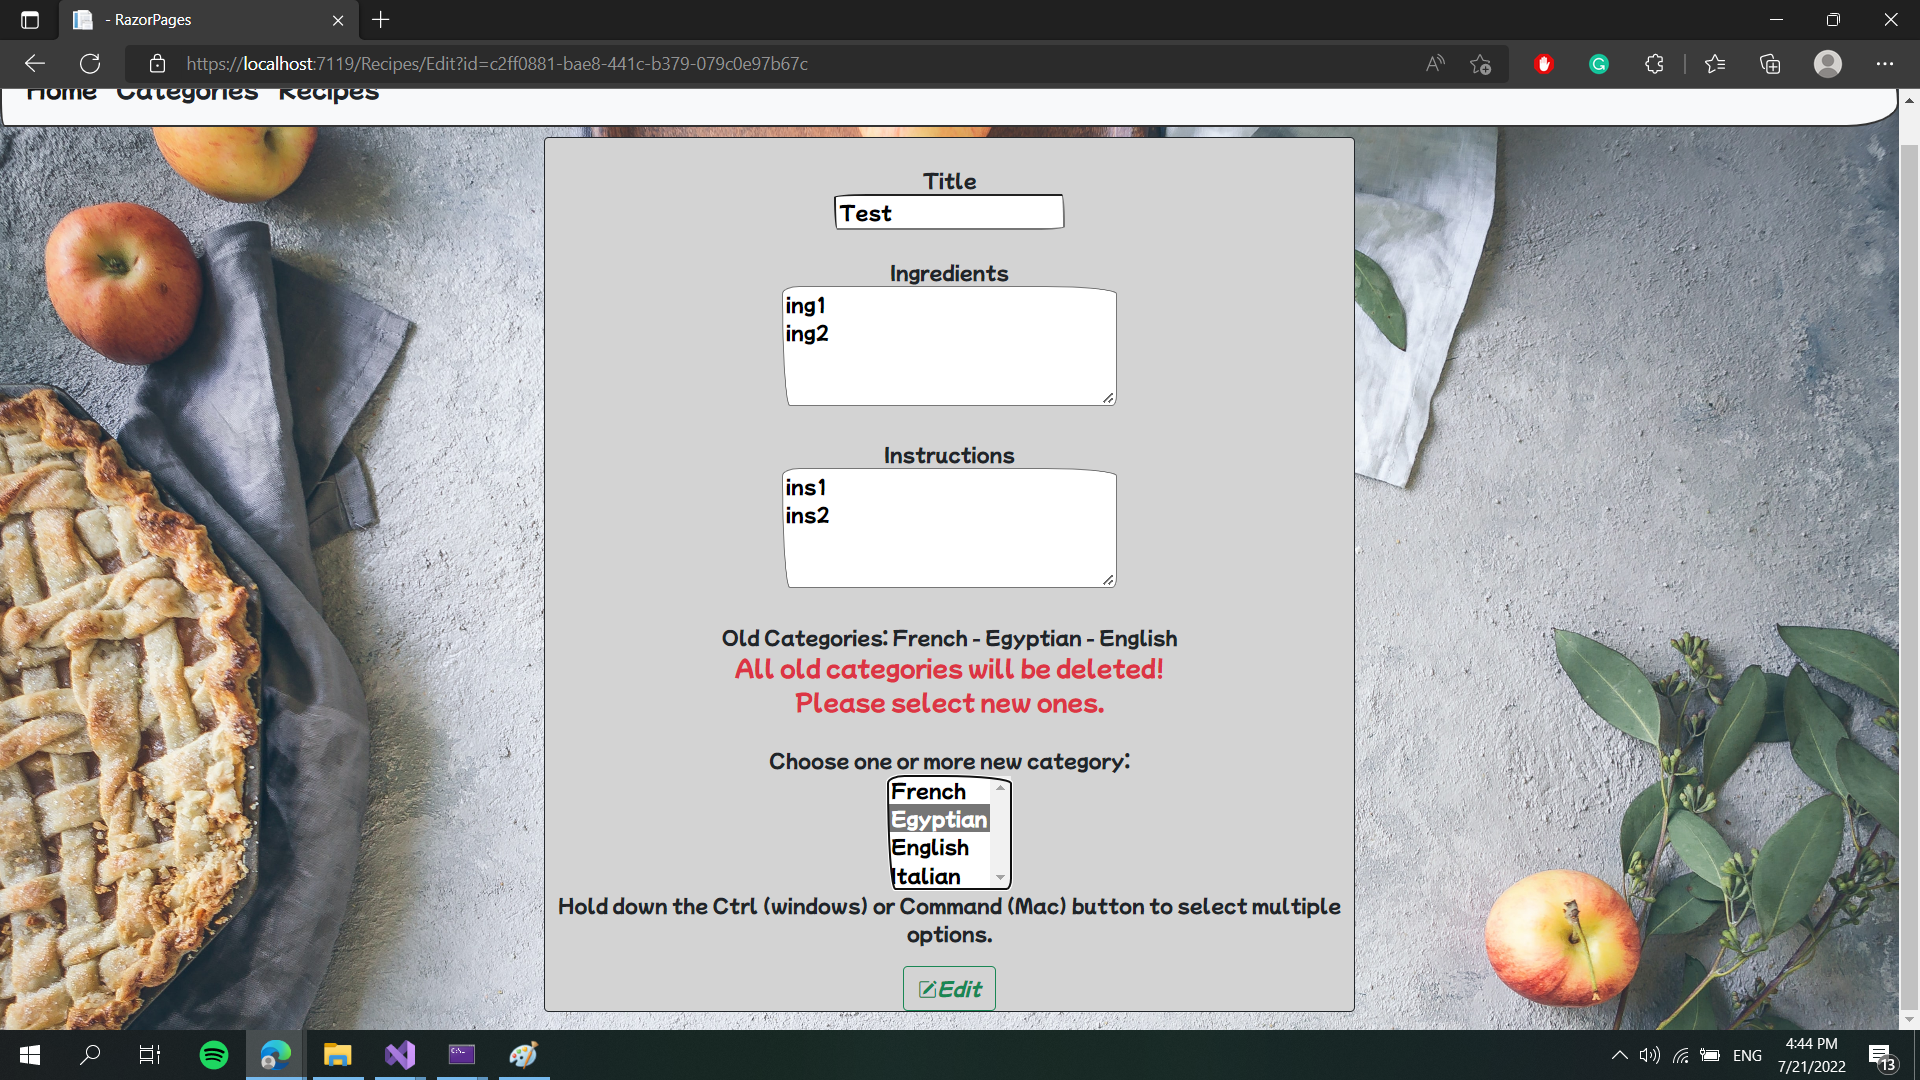 - RazorPages
https://localhost:7119/Recipes/Edit?id=c2ff0881-bae8-441c-b379-079c0e97b67c
Home Categories Recipes
Title
Test
Ingredients
ing1
ing2
Instructions
ins1
ins2
Old Categories: French - Egyptian - English
All old categories will be deleted!
Please select new ones.
Choose one or more new category:
French
Egyptian
English
Italian
Hold down the Ctrl (windows) or Command (Mac) button to select multiple
options.
Edit
ENG
4:44 PM
7/21/2022
13